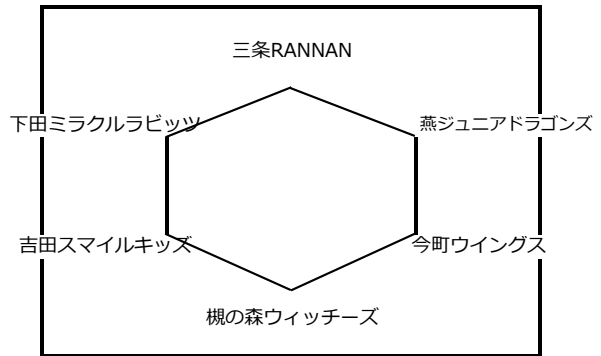 三条RANNAN
下田ミラクルラビッツ
燕ジュニアドラゴンズ
吉田スマイルキッズ
今町ウイングス
槻の森ウィッチーズ